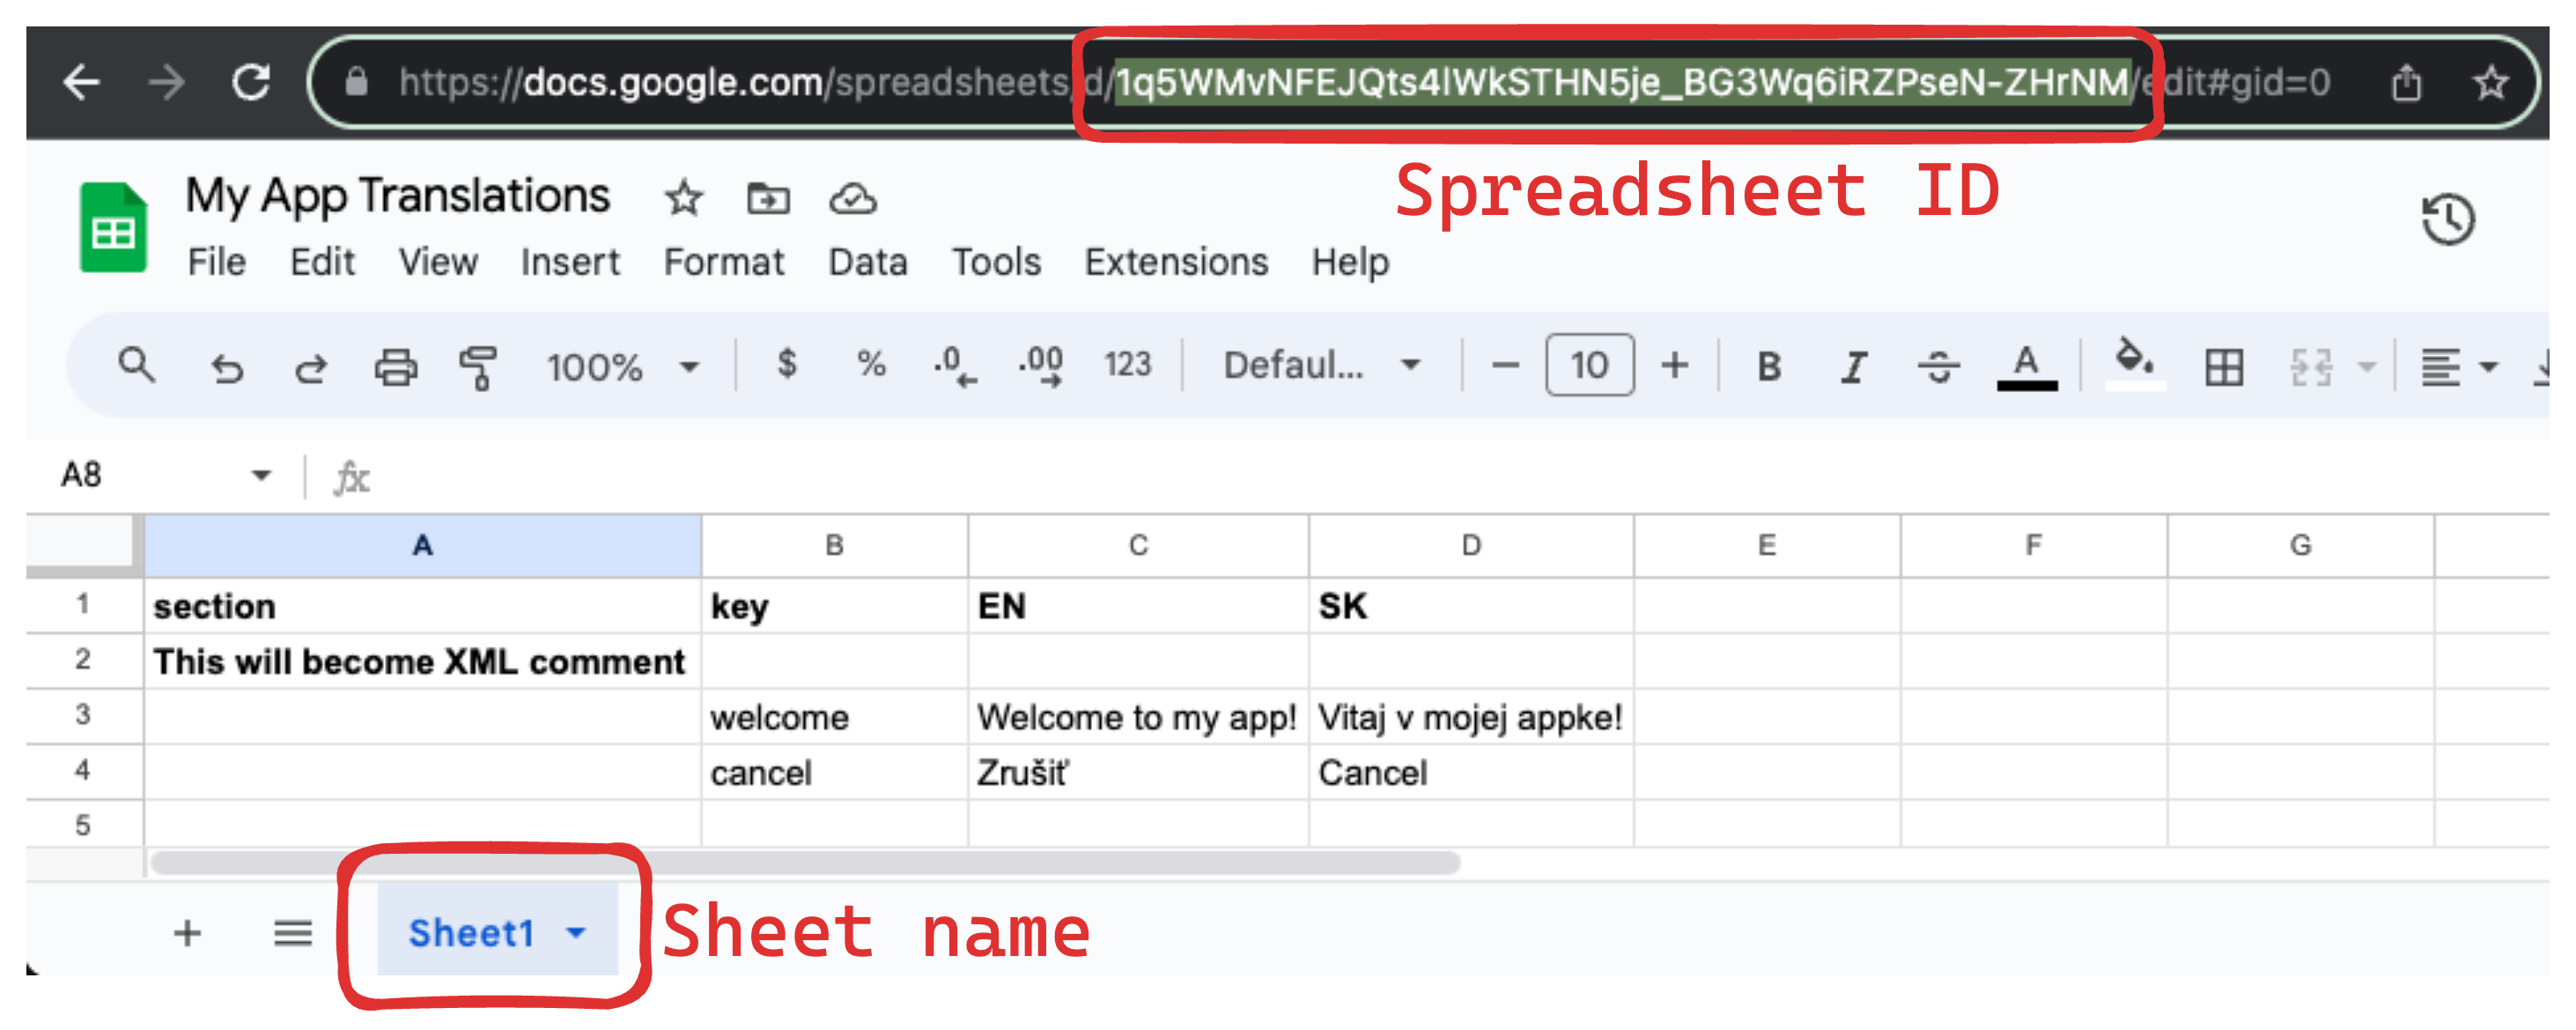 https://docs.google.com/spreadsheets/d/1q5WMvNFEJQts4lWkSTHN5je_BG3Wq6iRZPseN-ZHrNM/edit#gid=0
Spreadsheet ID
My App Translations
File Edit View Insert Format Data Tools Extensions Help
100% $ % .0 .00 123 Defaul... − 10 + B I S A
A8 fx
A B C D E F G
1 section key EN SK
2 This will become XML comment
3 welcome Welcome to my app! Vitaj v mojej appke!
4 cancel Zrušiť Cancel
5
+ Sheet1 Sheet name